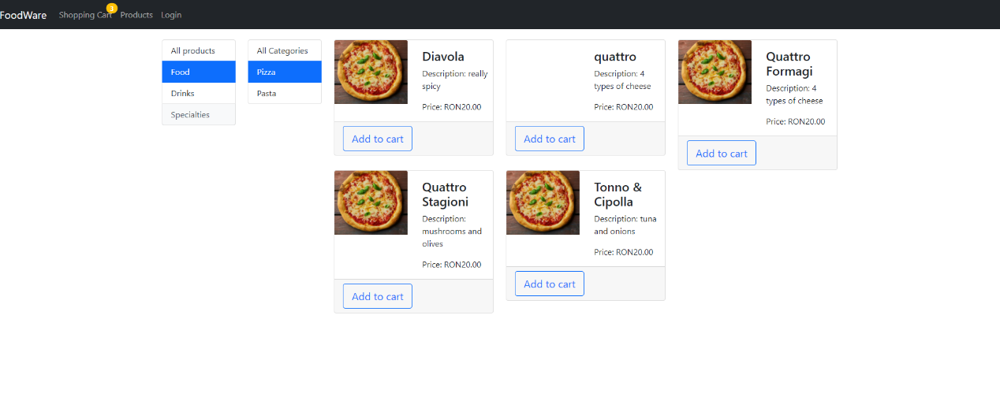 FoodWare
Shopping Cart
3
Products
Login
All products
Food
Drinks
Specialties
All Categories
Pizza
Pasta
Diavola
Description: really
spicy
Price: RON20.00
Add to cart
quattro
Description: 4
types of cheese
Price: RON20.00
Add to cart
Quattro
Formagi
Description: 4
types of cheese
Price: RON20.00
Add to cart
Quattro
Stagioni
Description:
mushrooms and
olives
Price: RON20.00
Add to cart
Tonno &
Cipolla
Description: tuna
and onions
Price: RON20.00
Add to cart